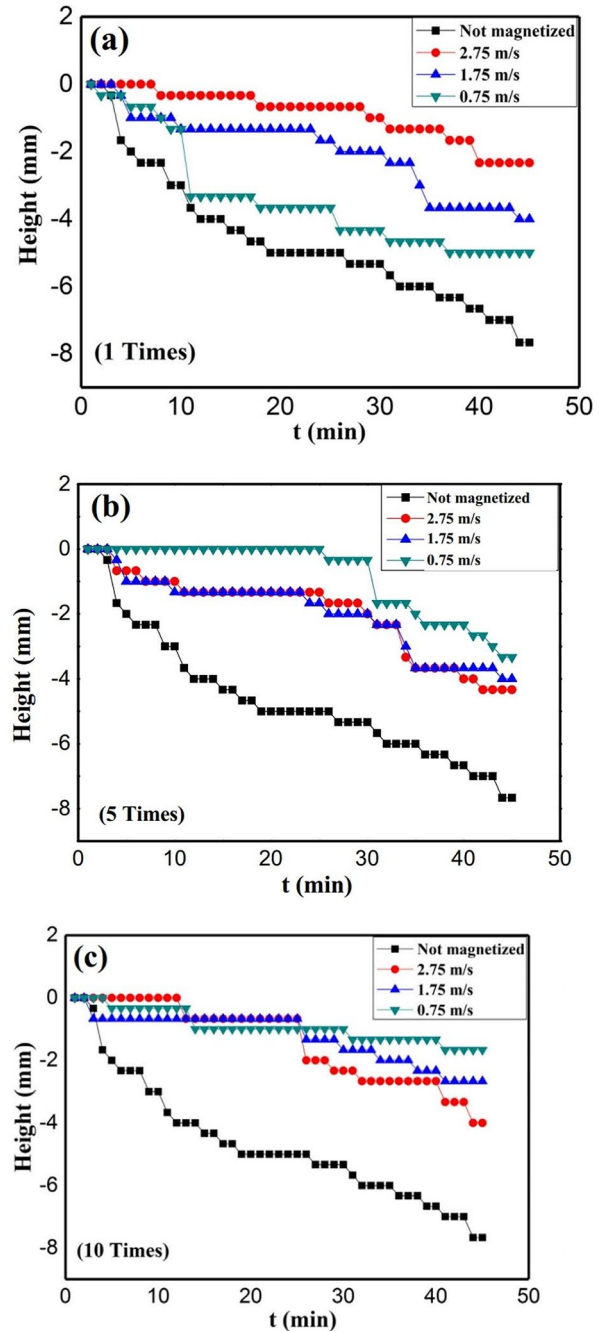 (a)
Not magnetized
2.75 m/s
1.75 m/s
0.75 m/s
2
0
-2
-4
-6
-8
Height (mm)
(1 Times)
0 10 20 30 40 50
t (min)
(b)
Not magnetized
2.75 m/s
1.75 m/s
0.75 m/s
2
0
-2
-4
-6
-8
Height (mm)
(5 Times)
0 10 20 30 40 50
t (min)
(c)
Not magnetized
2.75 m/s
1.75 m/s
0.75 m/s
2
0
-2
-4
-6
-8
Height (mm)
(10 Times)
0 10 20 30 40 50
t (min)